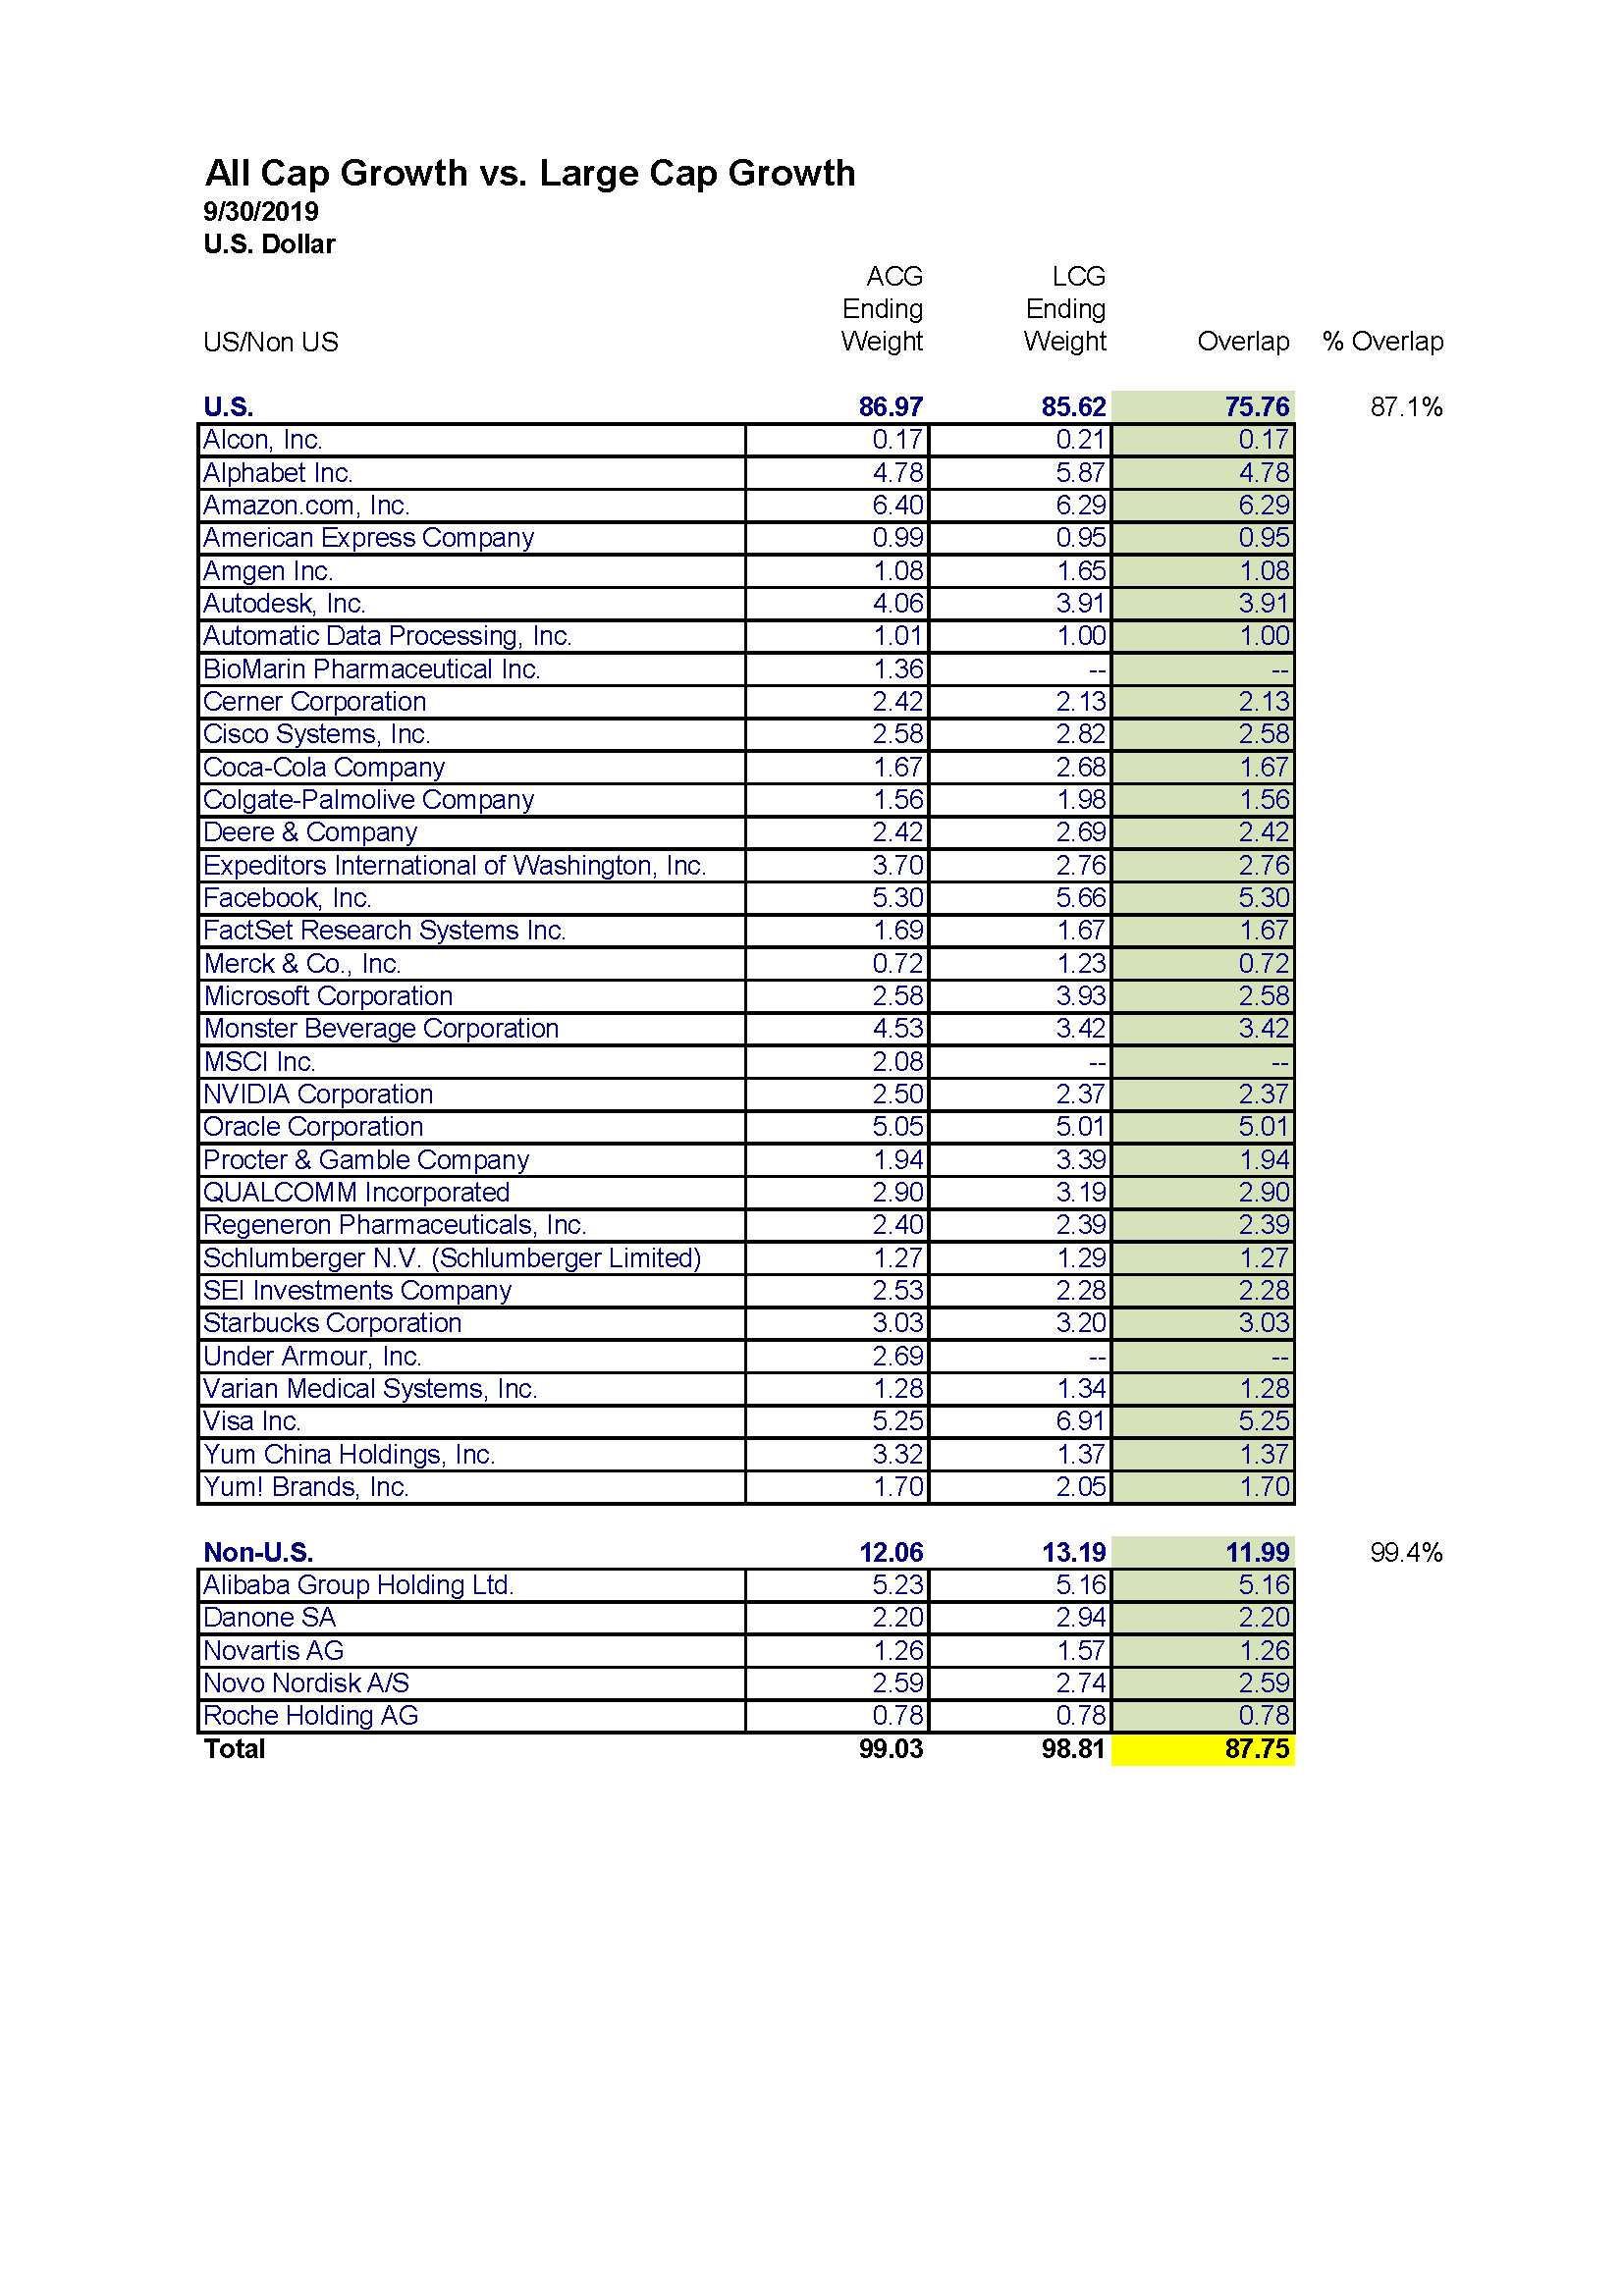 All Cap Growth vs. Large Cap Growth
9/30/2019
U.S. Dollar
ACG LCG
Ending Ending
US/Non US Weight Weight Overlap % Overlap
U.S. 86.97 85.62 75.76 87.1%
Alcon, Inc. 0.17 0.21 0.17
Alphabet Inc. 4.78 5.87 4.78
Amazon.com, Inc. 6.40 6.29 6.29
American Express Company 0.99 0.95 0.95
Amgen Inc. 1.08 1.65 1.08
Autodesk, Inc. 4.06 3.91 3.91
Automatic Data Processing, Inc. 1.01 1.00 1.00
BioMarin Pharmaceutical Inc. 1.36 -- --
Cerner Corporation 2.42 2.13 2.13
Cisco Systems, Inc. 2.58 2.82 2.58
Coca-Cola Company 1.67 2.68 1.67
Colgate-Palmolive Company 1.56 1.98 1.56
Deere & Company 2.42 2.69 2.42
Expeditors International of Washington, Inc. 3.70 2.76 2.76
Facebook, Inc. 5.30 5.66 5.30
FactSet Research Systems Inc. 1.69 1.67 1.67
Merck & Co., Inc. 0.72 1.23 0.72
Microsoft Corporation 2.58 3.93 2.58
Monster Beverage Corporation 4.53 3.42 3.42
MSCI Inc. 2.08 -- --
NVIDIA Corporation 2.50 2.37 2.37
Oracle Corporation 5.05 5.01 5.01
Procter & Gamble Company 1.94 3.39 1.94
QUALCOMM Incorporated 2.90 3.19 2.90
Regeneron Pharmaceuticals, Inc. 2.40 2.39 2.39
Schlumberger N.V. (Schlumberger Limited) 1.27 1.29 1.27
SEI Investments Company 2.53 2.28 2.28
Starbucks Corporation 3.03 3.20 3.03
Under Armour, Inc. 2.69 -- --
Varian Medical Systems, Inc. 1.28 1.34 1.28
Visa Inc. 5.25 6.91 5.25
Yum China Holdings, Inc. 3.32 1.37 1.37
Yum! Brands, Inc. 1.70 2.05 1.70
Non-U.S. 12.06 13.19 11.99 99.4%
Alibaba Group Holding Ltd. 5.23 5.16 5.16
Danone SA 2.20 2.94 2.20
Novartis AG 1.26 1.57 1.26
Novo Nordisk A/S 2.59 2.74 2.59
Roche Holding AG 0.78 0.78 0.78
Total 99.03 98.81 87.75